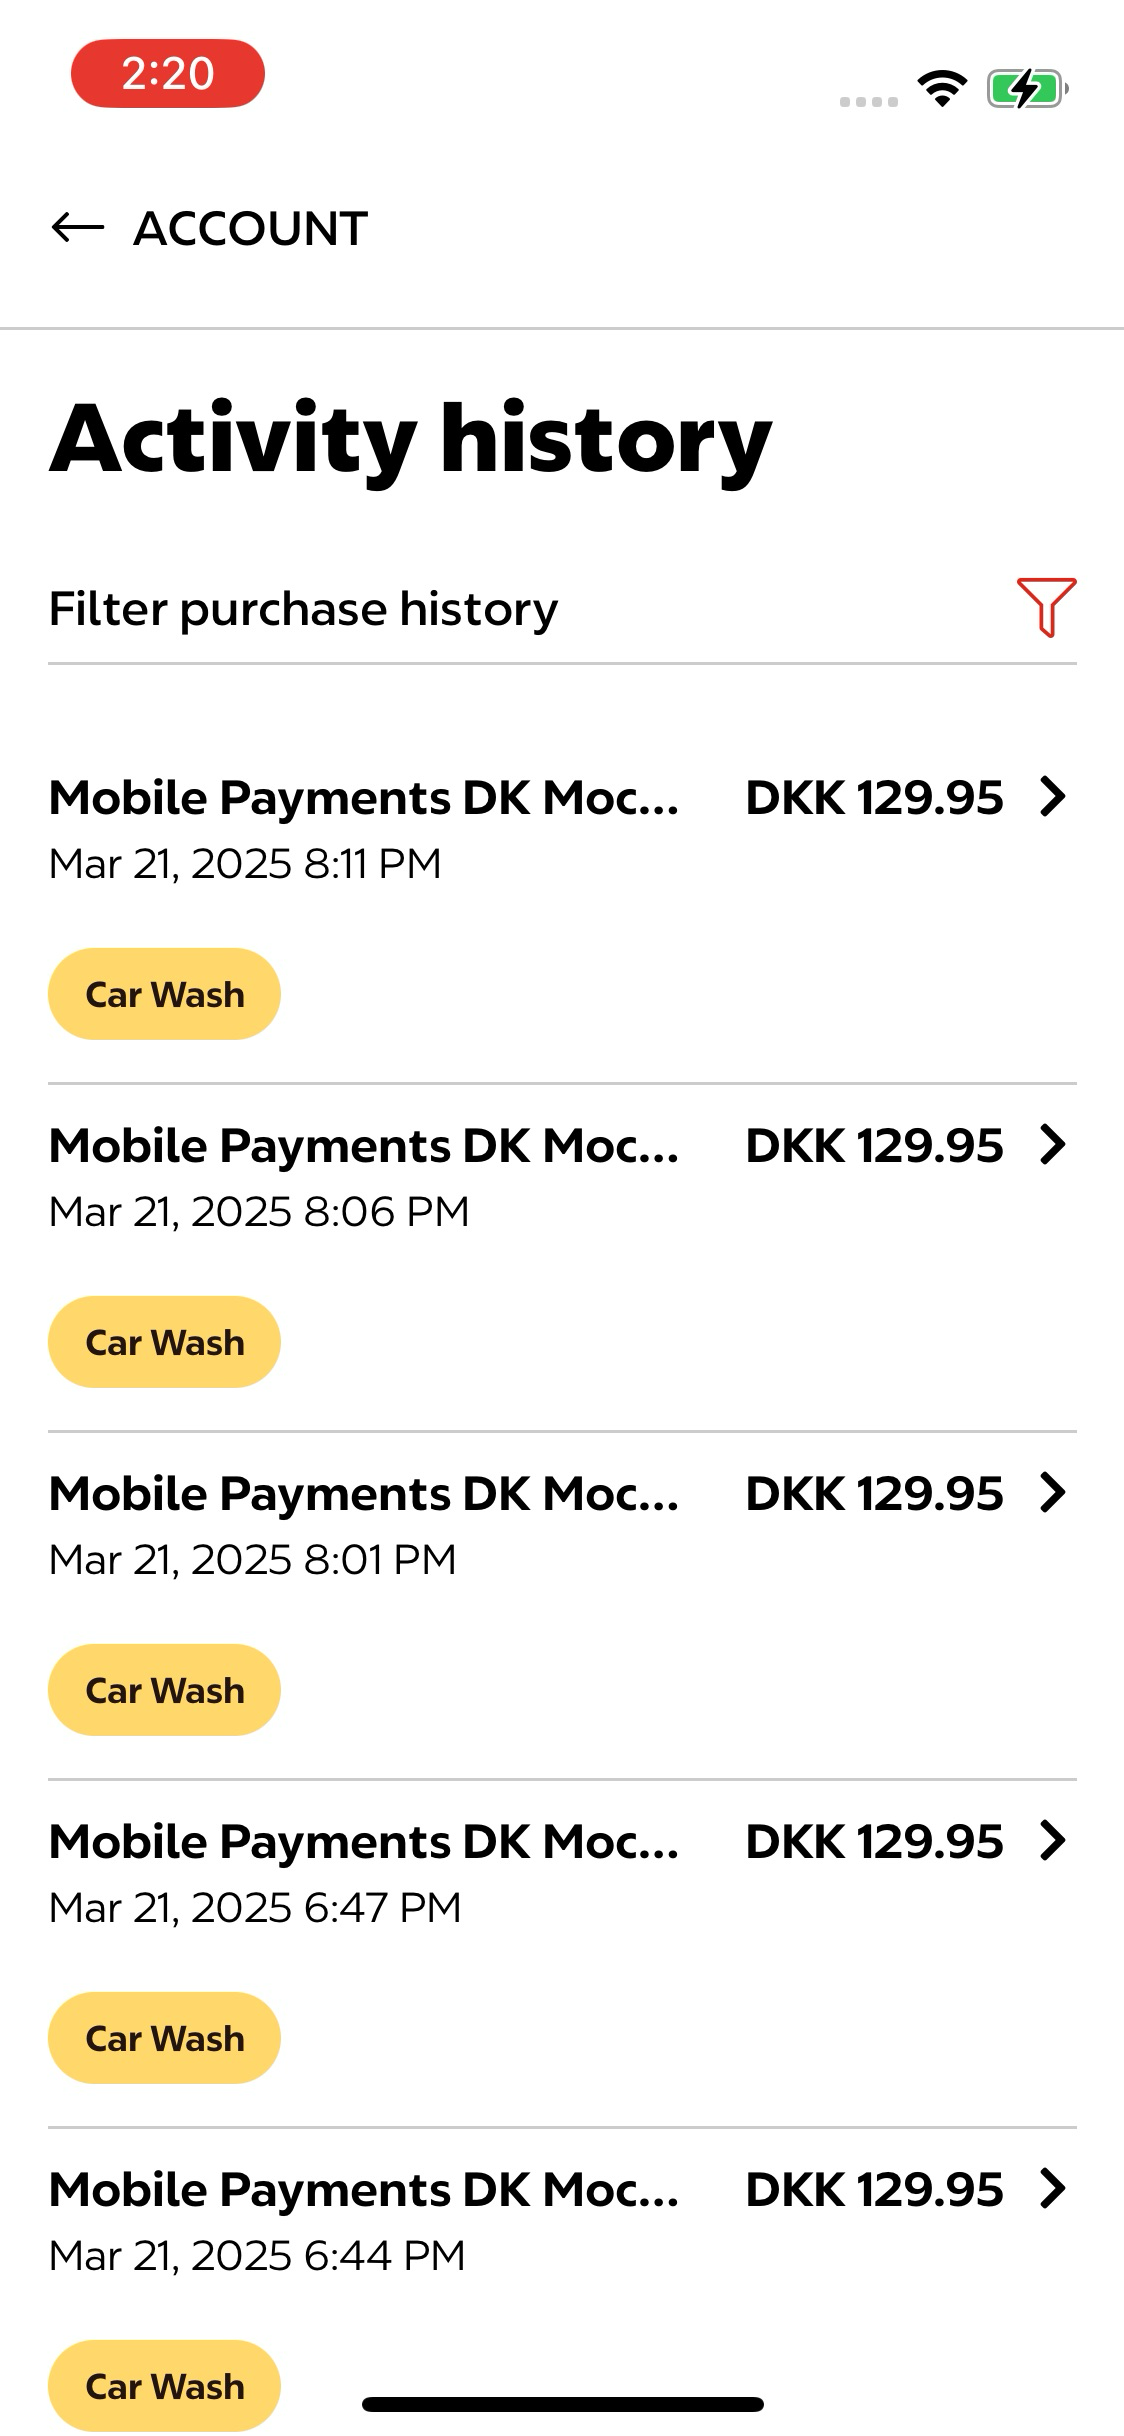 2:20
ACCOUNT
Activity history
Filter purchase history
Mobile Payments DK Moc... DKK 129.95
Mar 21, 2025 8:11 PM
Car Wash
Mobile Payments DK Moc... DKK 129.95
Mar 21, 2025 8:06 PM
Car Wash
Mobile Payments DK Moc... DKK 129.95
Mar 21, 2025 8:01 PM
Car Wash
Mobile Payments DK Moc... DKK 129.95
Mar 21, 2025 6:47 PM
Car Wash
Mobile Payments DK Moc... DKK 129.95
Mar 21, 2025 6:44 PM
Car Wash